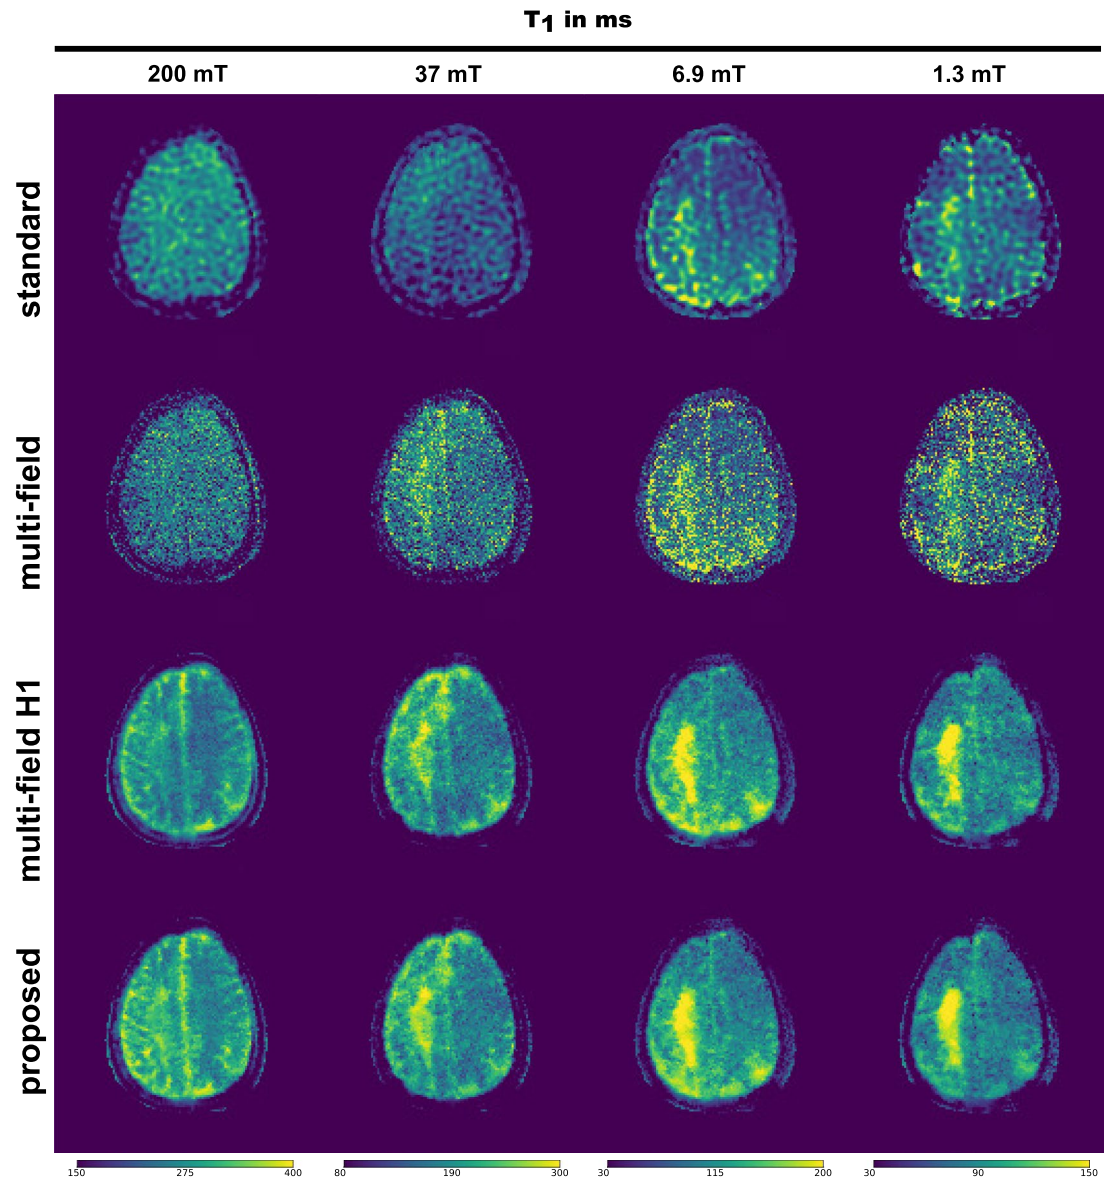 T1 in ms
200 mT 37 mT 6.9 mT 1.3 mT
standard
multi-field
multi-field H1
proposed
150 275 400 80 190 300 30 115 200 30 90 150